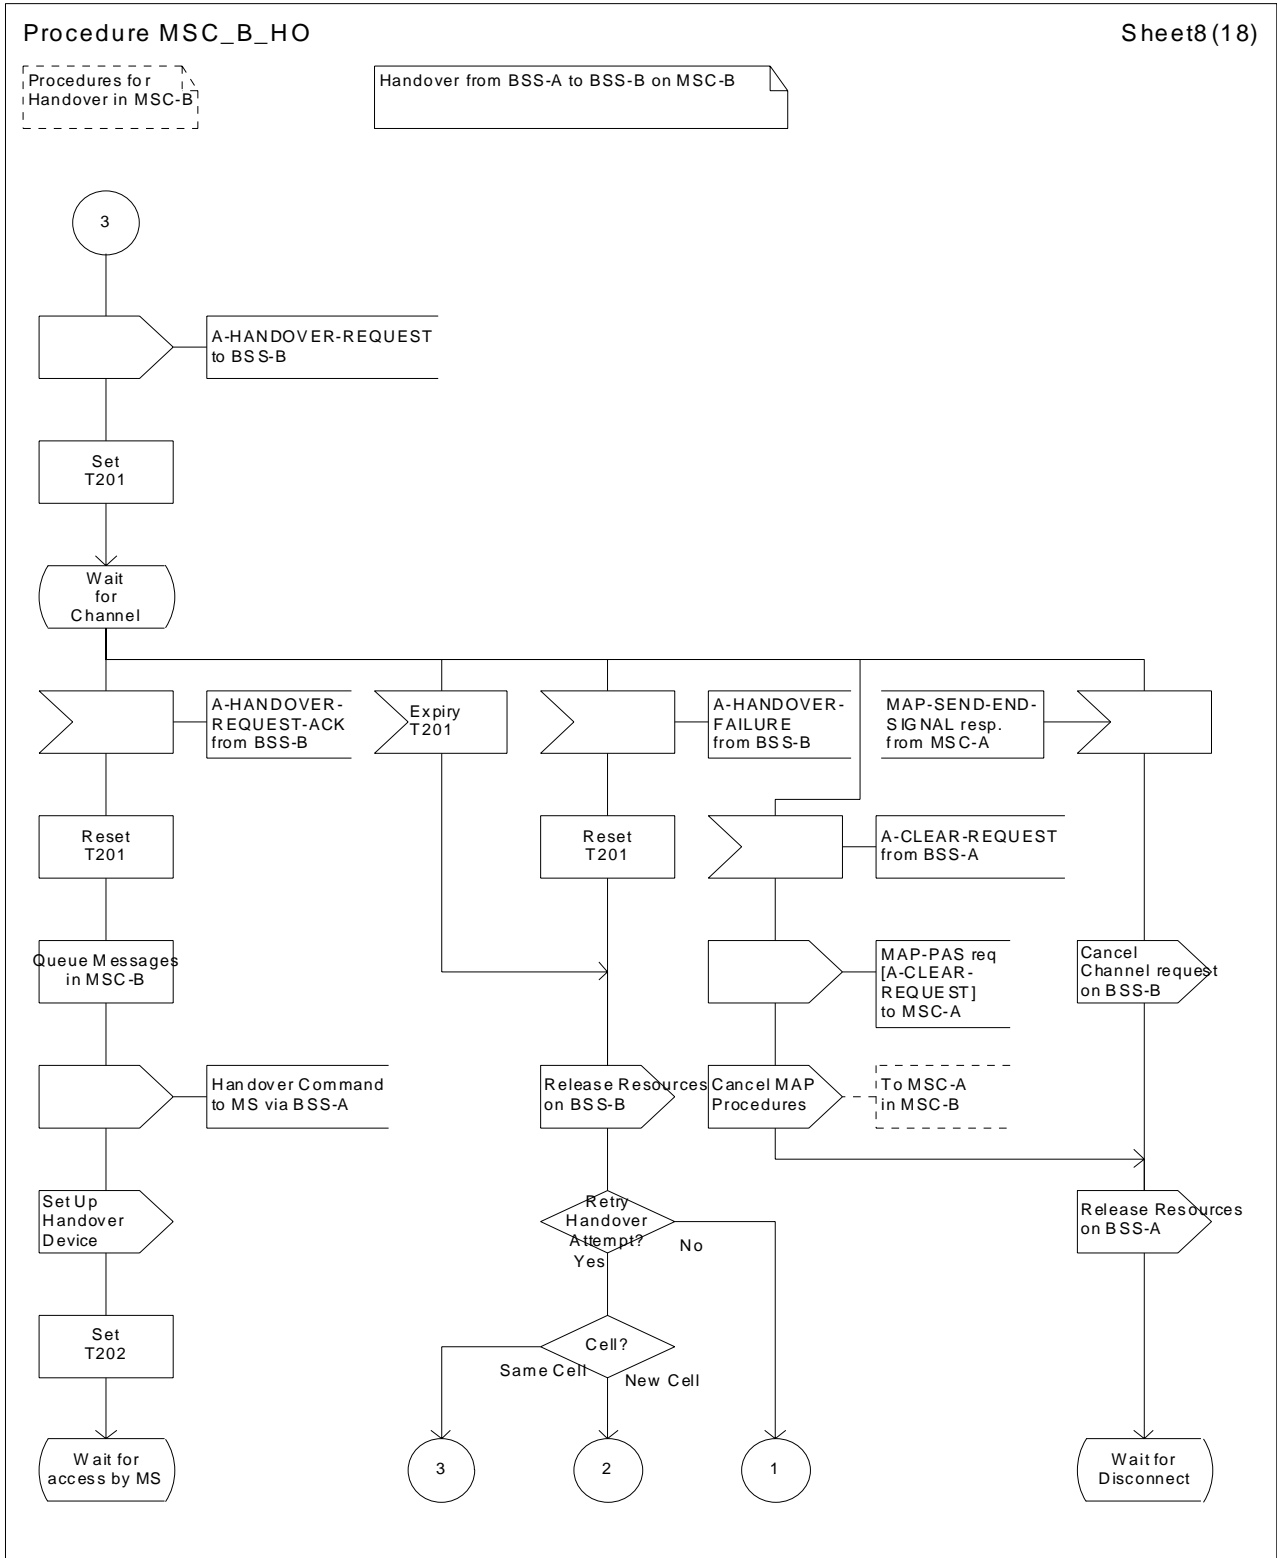 Procedure MSC_B_HO
Sheet8(18)
Procedures for
Handover in MSC-B
Handover from BSS-A to BSS-B on MSC-B
3
A-HANDOVER-REQUEST
to BSS-B
Set
T201
Wait
for
Channel
A-HANDOVER-
REQUEST-ACK
from BSS-B
Expiry
T201
A-HANDOVER-
FAILURE
from BSS-B
MAP-SEND-END-
SIGNAL resp.
from MSC-A
Reset
T201
Reset
T201
A-CLEAR-REQUEST
from BSS-A
Queue Messages
in MSC-B
MAP-PAS req
[A-CLEAR-
REQUEST]
to MSC-A
Cancel
Channel request
on BSS-B
Handover Command
to MS via BSS-A
Release Resources
on BSS-B
Cancel MAP
Procedures
To MSC-A
in MSC-B
Set Up
Handover
Device
Retry
Handover
Attempt?
Yes
No
Release Resources
on BSS-A
Set
T202
Cell?
Same Cell
New Cell
Wait for
access by MS
3
2
1
Wait for
Disconnect